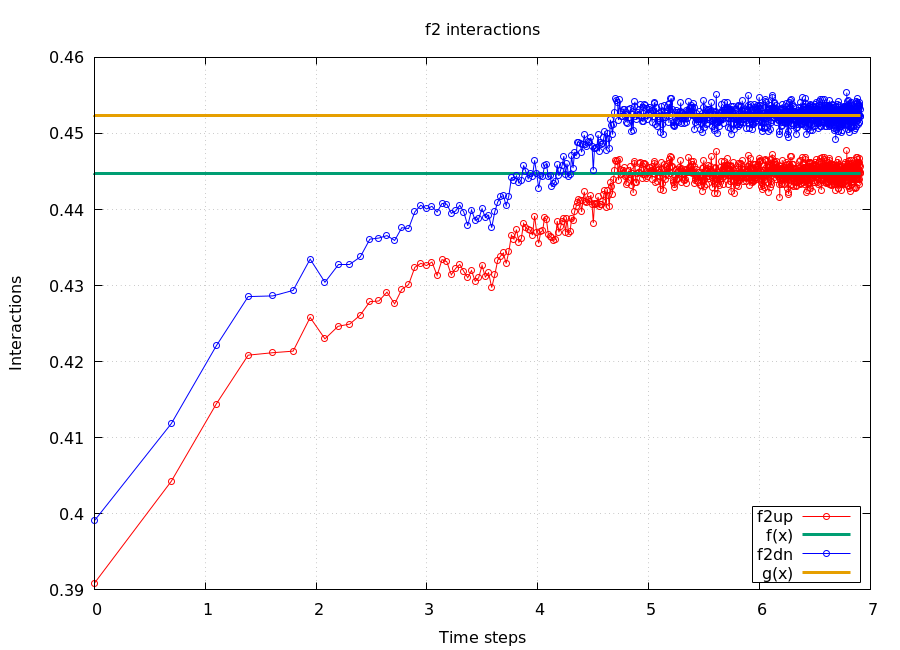 f2 interactions
0.46
0.45
0.44
0.43
0.42
0.41
0.4
0.39
Interactions
0 1 2 3 4 5 6 7
Time steps
f2up
f(x)
f2dn
g(x)